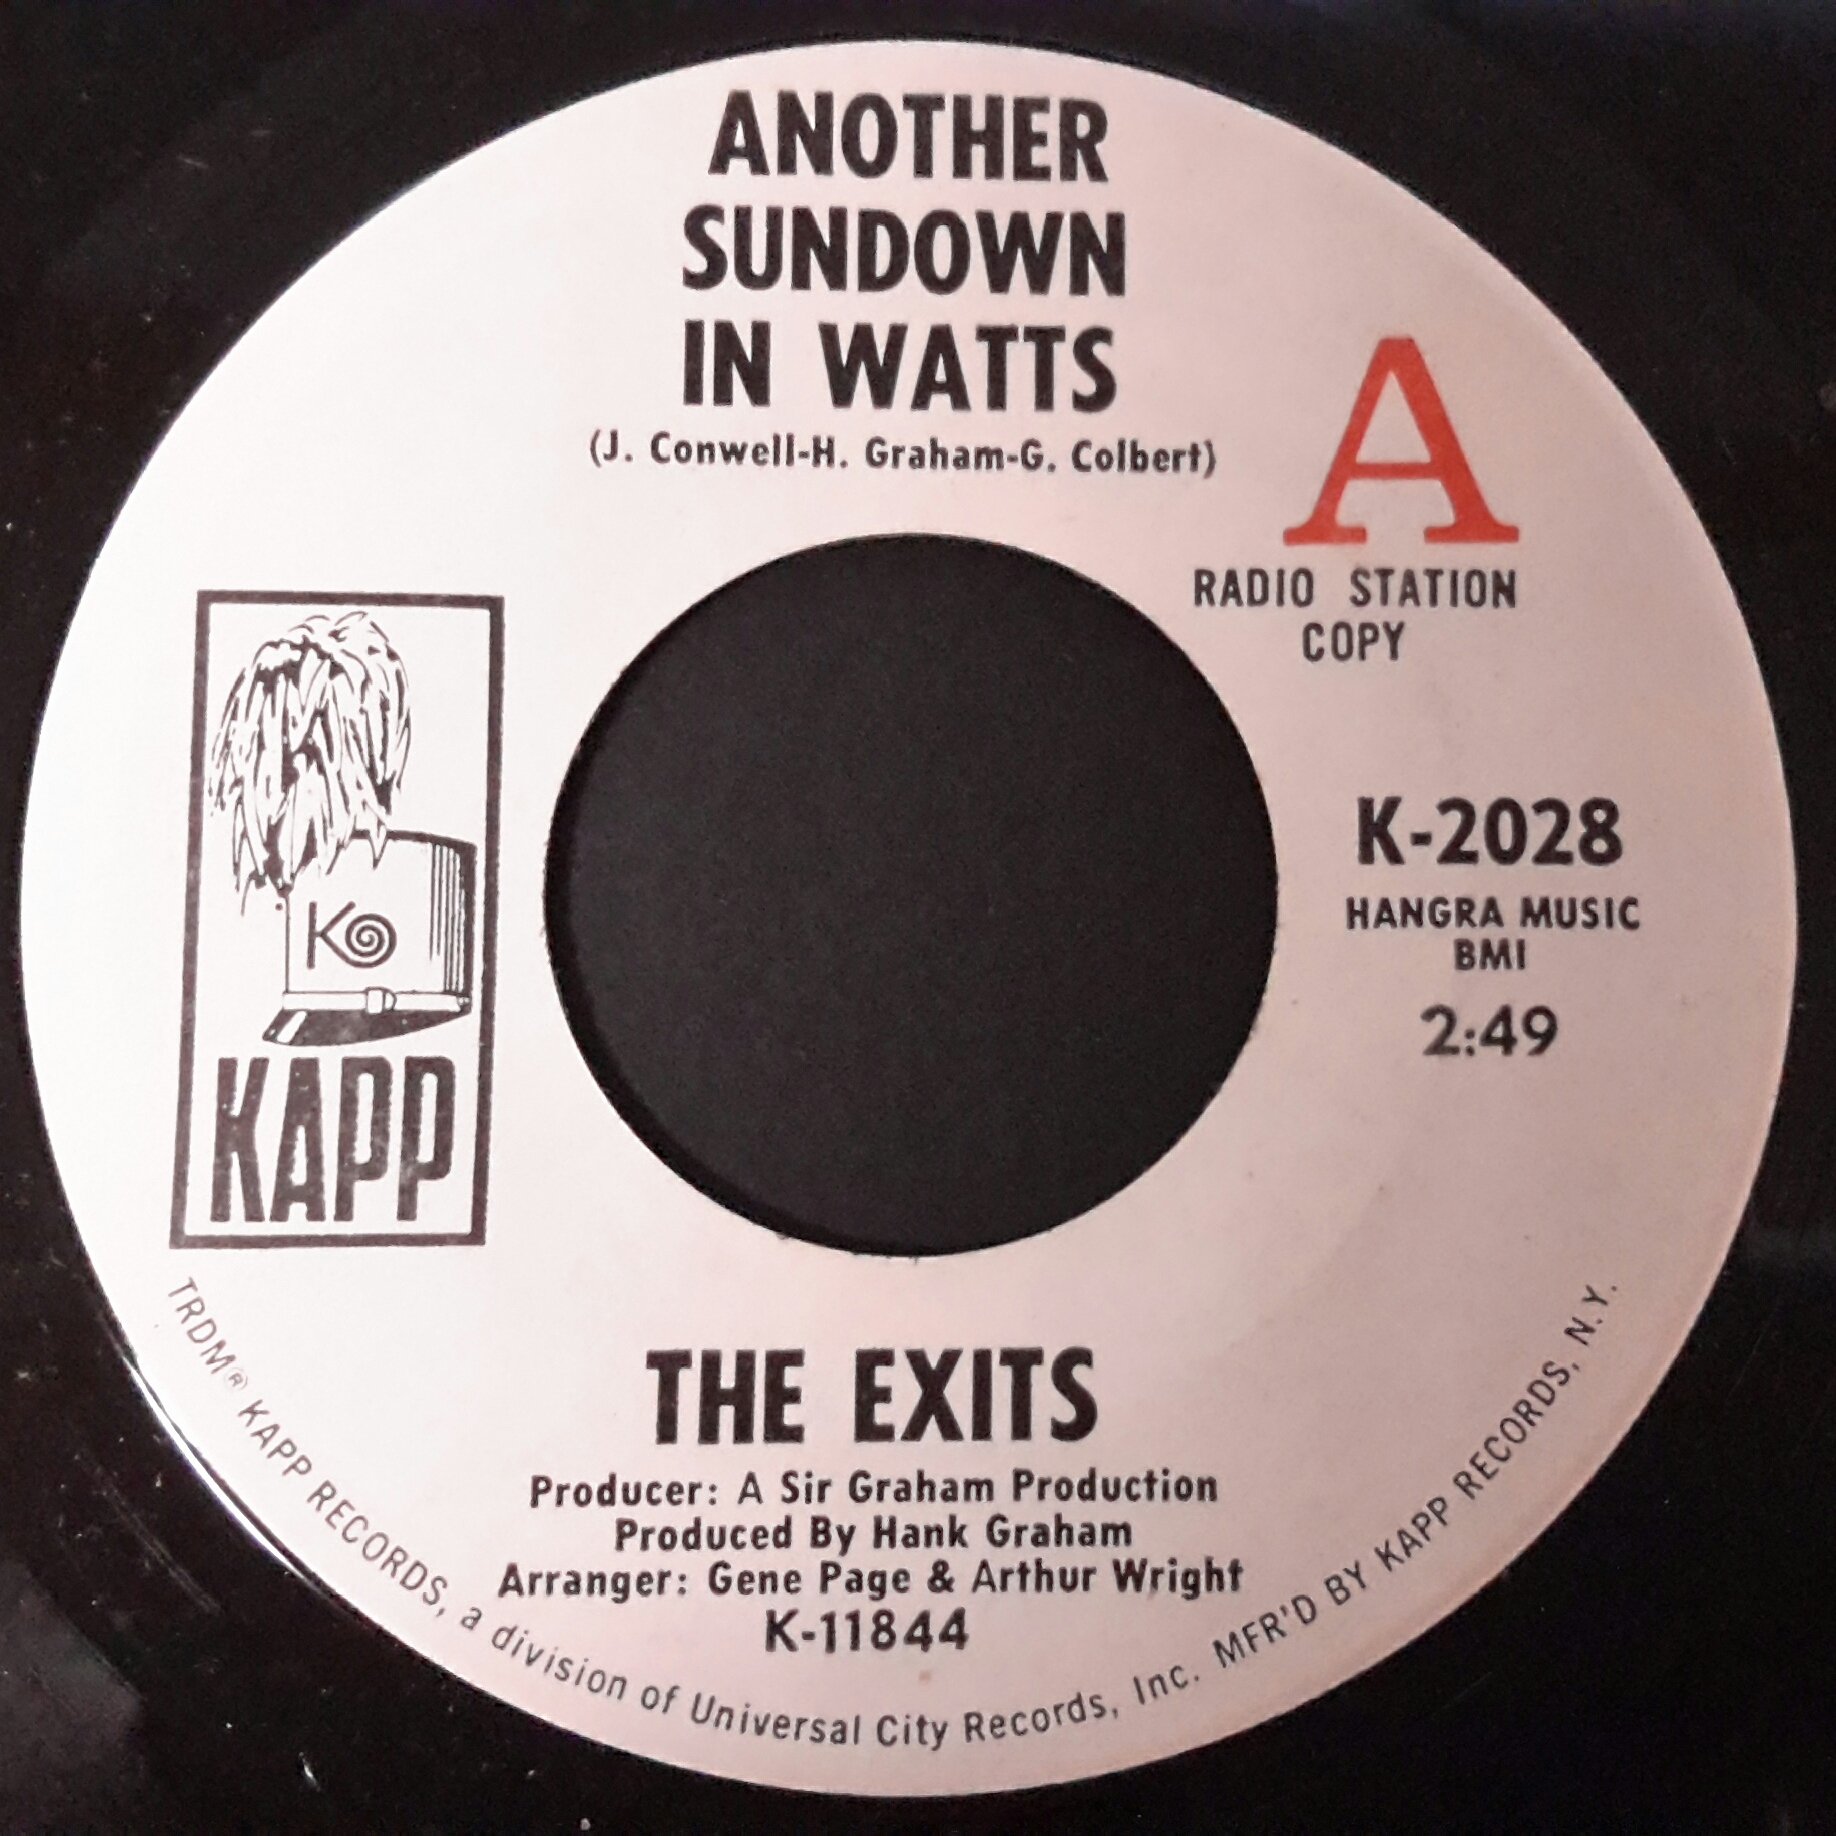 ANOTHER
SUNDOWN
IN WATTS
(J. Conwell-H. Graham-G. Colbert)
A
RADIO STATION
COPY
K
KAPP
K-2028
HANGRA MUSIC
BMI
2:49
THE EXITS
Producer: A Sir Graham Production
Produced By Hank Graham
Arranger: Gene Page & Arthur Wright
K-11844
TRDM® KAPP RECORDS, a division of Universal City Records, Inc. MFR'D BY KAPP RECORDS, N.Y.